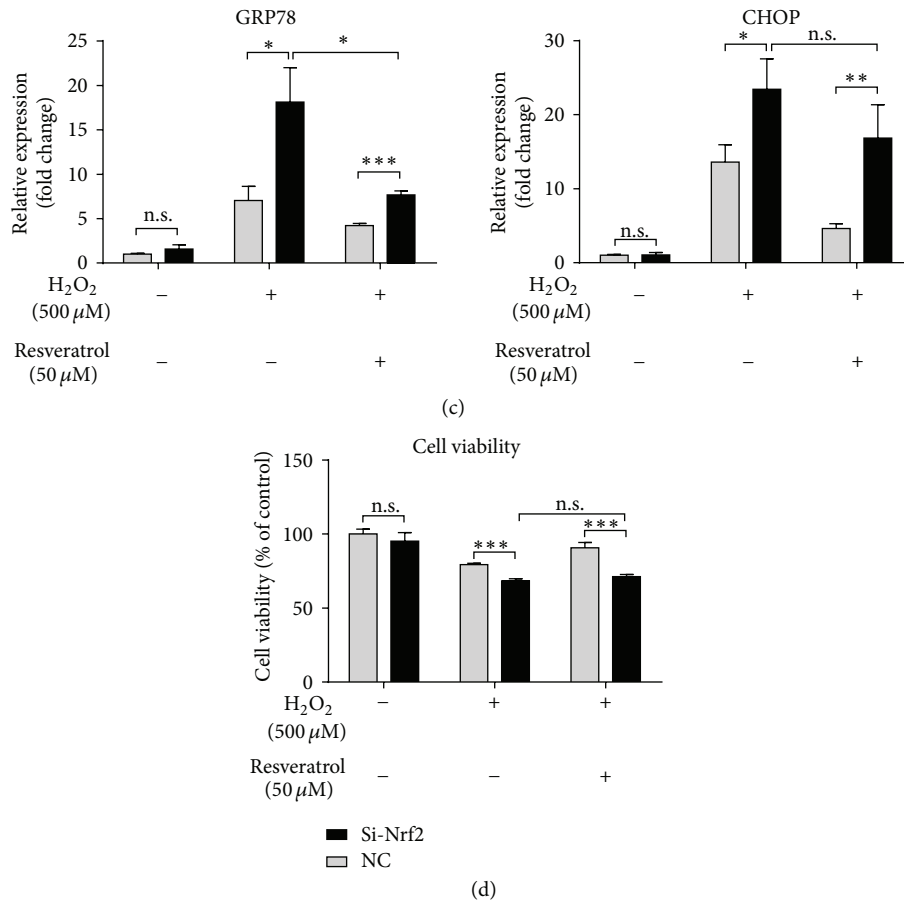 GRP78
Relative expression
(fold change)
25
20
15
10
5
0
n.s.
*
*
***
H₂O₂
(500 μM)
− + +
Resveratrol
(50 μM)
− − +
CHOP
Relative expression
(fold change)
30
20
10
0
n.s.
*
n.s.
**
H₂O₂
(500 μM)
− + +
Resveratrol
(50 μM)
− − +
(c)
Cell viability
Cell viability (% of control)
150
100
50
0
n.s.
***
n.s.
***
H₂O₂
(500 μM)
− + +
Resveratrol
(50 μM)
− − +
Si-Nrf2
NC
(d)